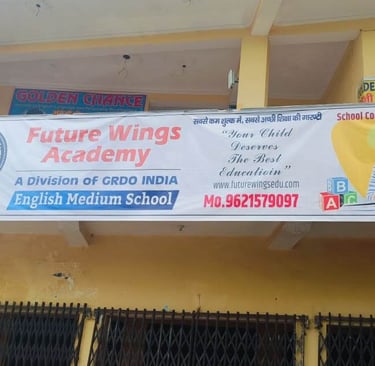 GOLDEN CHANCE
Future Wings
Academy
A Division of GRDO INDIA
English Medium School
सबसे कम शुल्क में, सबसे अच्छी शिक्षा की गारण्टी
"Your Child
Deserves
The Best
Educatioin"
www.futurewingsedu.com
Mo.9621579097
School Co
B
A
C